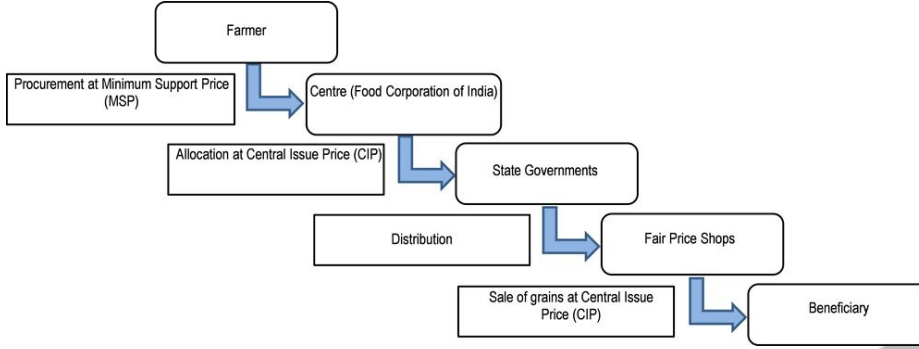 Farmer
Procurement at Minimum Support Price
(MSP)
Centre (Food Corporation of India)
Allocation at Central Issue Price (CIP)
State Governments
Distribution
Fair Price Shops
Sale of grains at Central Issue
Price (CIP)
Beneficiary